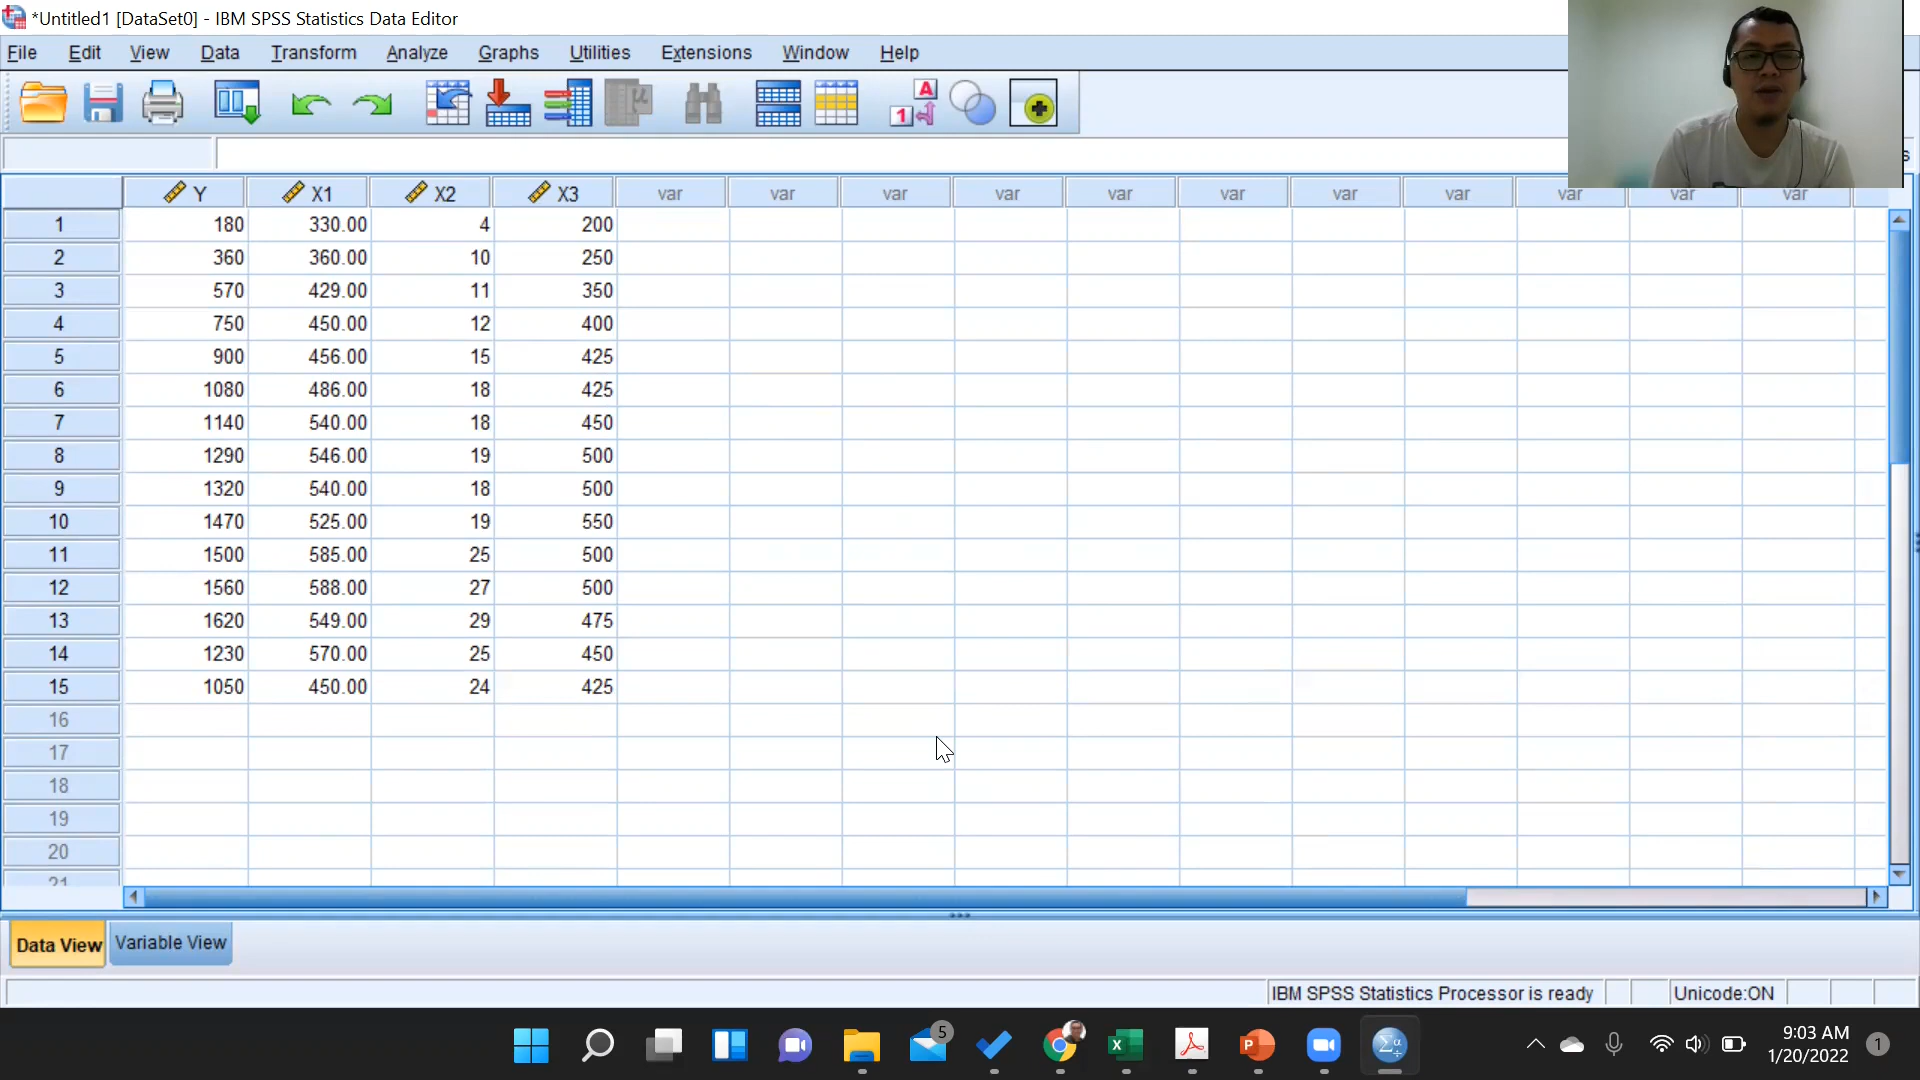 *Untitled1 [DataSet0] - IBM SPSS Statistics Data Editor
File Edit View Data Transform Analyze Graphs Utilities Extensions Window Help
Y X1 X2 X3 var var var var var var var var var var var
1 180 330.00 4 200
2 360 360.00 10 250
3 570 429.00 11 350
4 750 450.00 12 400
5 900 456.00 15 425
6 1080 486.00 18 425
7 1140 540.00 18 450
8 1290 546.00 19 500
9 1320 540.00 18 500
10 1470 525.00 19 550
11 1500 585.00 25 500
12 1560 588.00 27 500
13 1620 549.00 29 475
14 1230 570.00 25 450
15 1050 450.00 24 425
16
17
18
19
20
21
Data View Variable View
IBM SPSS Statistics Processor is ready Unicode:ON
5
9:03 AM
1/20/2022
1